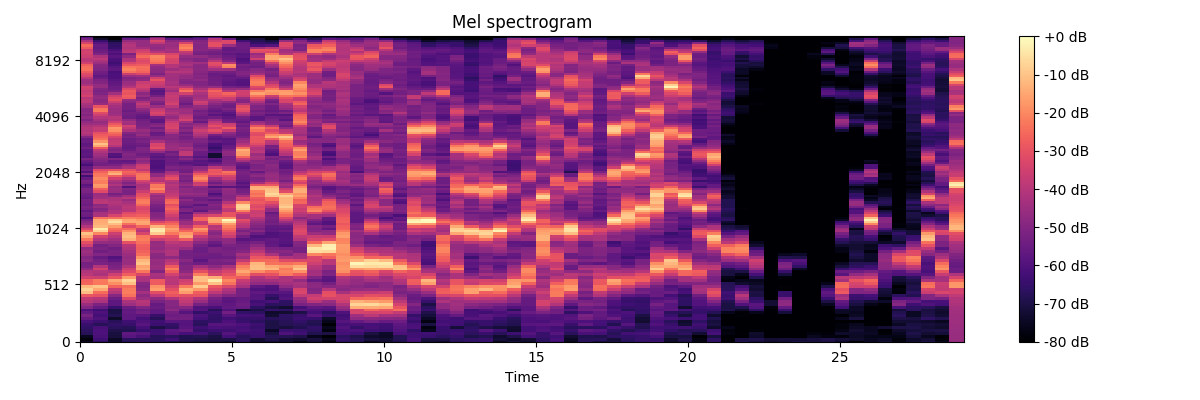 Mel spectrogram
Hz
8192
4096
2048
1024
512
0
0 5 10 15 20 25
Time
+0 dB
-10 dB
-20 dB
-30 dB
-40 dB
-50 dB
-60 dB
-70 dB
-80 dB